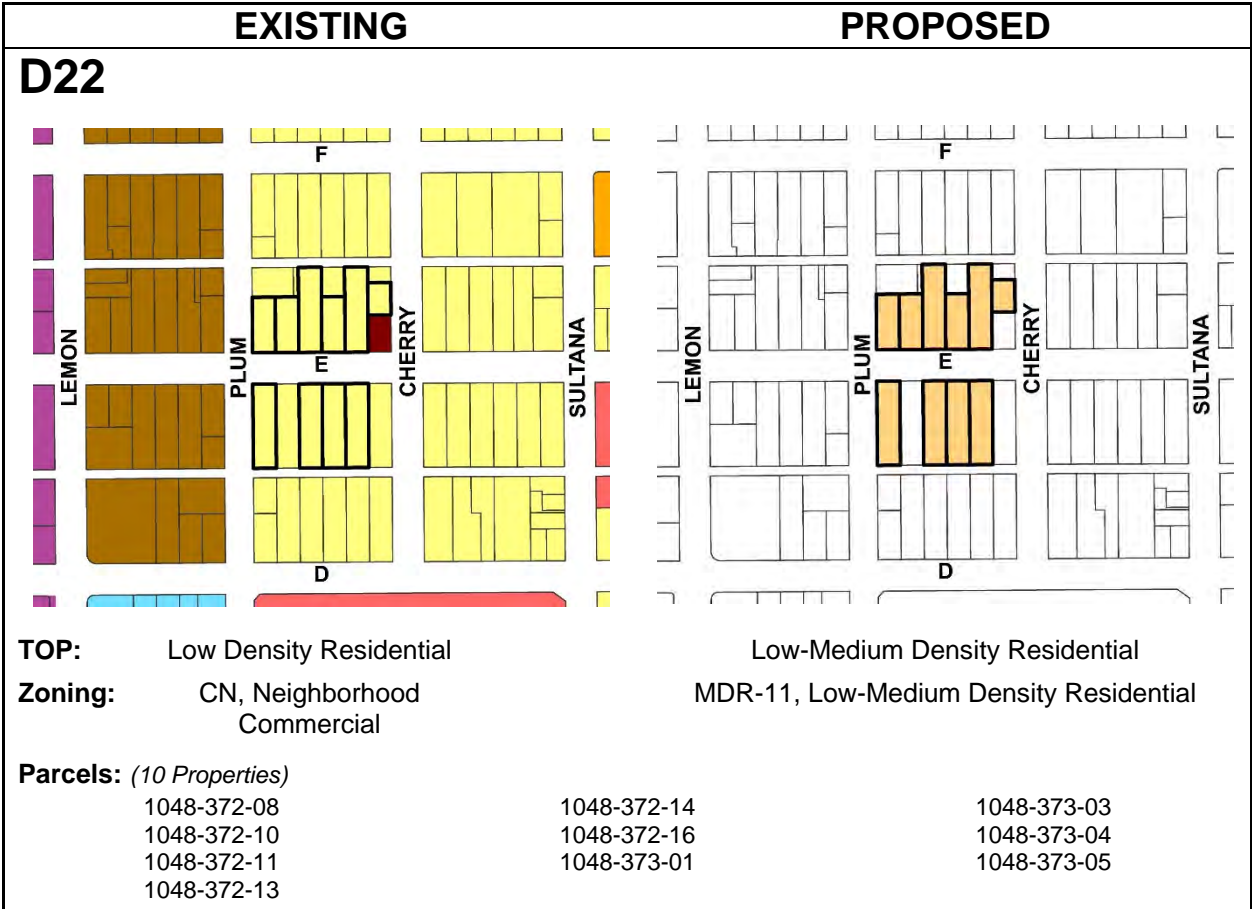 EXISTING
PROPOSED
D22
F
LEMON
PLUM
E
CHERRY
SULTANA
D
F
LEMON
PLUM
E
CHERRY
SULTANA
D
TOP: Low Density Residential
Low-Medium Density Residential
Zoning: CN, Neighborhood
Commercial
MDR-11, Low-Medium Density Residential
Parcels: (10 Properties)
1048-372-08
1048-372-10
1048-372-11
1048-372-13
1048-372-14
1048-372-16
1048-373-01
1048-373-03
1048-373-04
1048-373-05